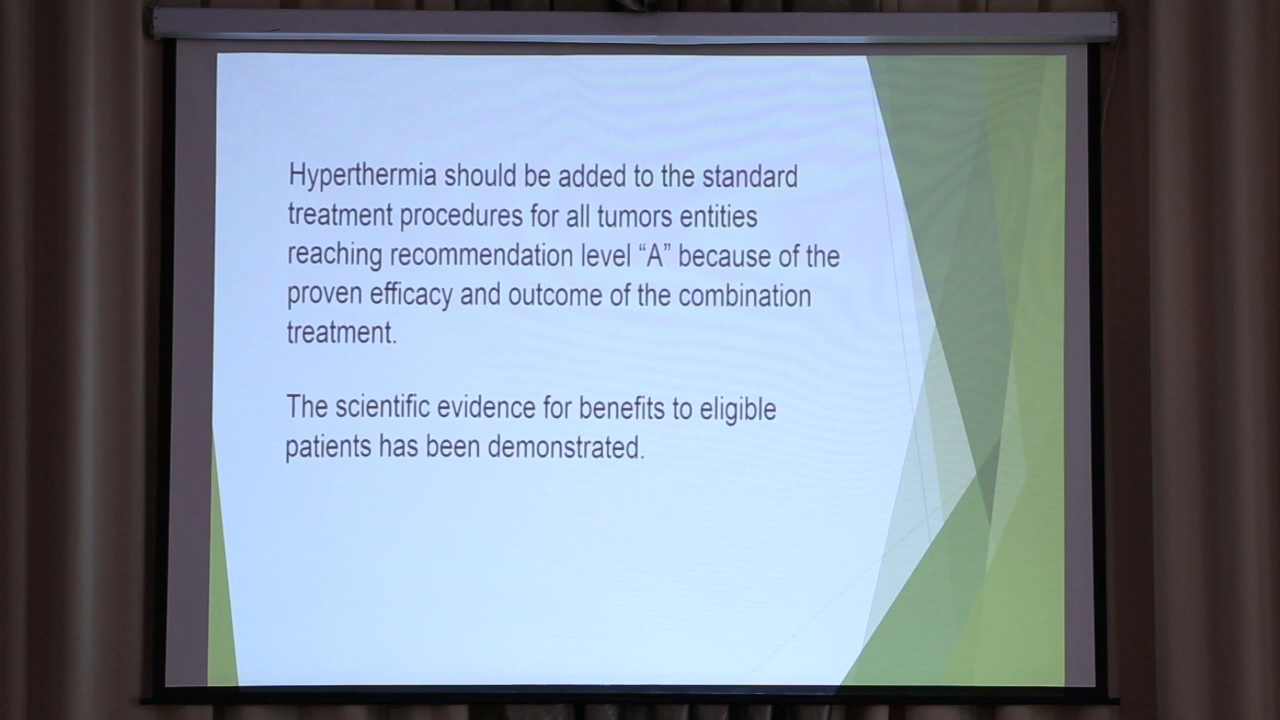 Hyperthermia should be added to the standard
treatment procedures for all tumors entities
reaching recommendation level “A” because of the
proven efficacy and outcome of the combination
treatment.
The scientific evidence for benefits to eligible
patients has been demonstrated.